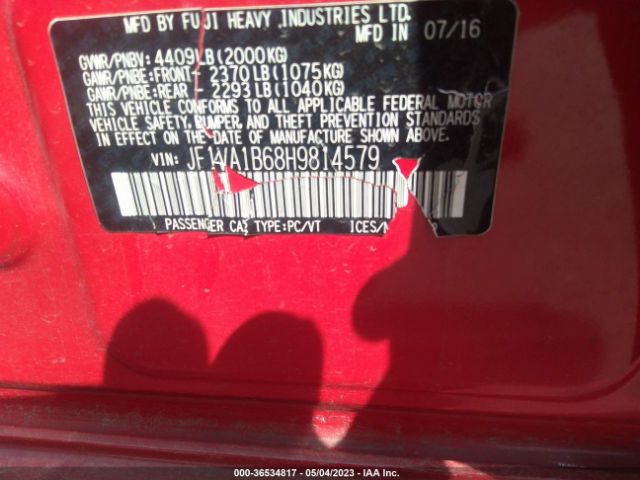 MFD BY FUJI HEAVY INDUSTRIES LTD.
MFD IN 07/16
GVWR/PNBV: 4409LB(2000KG)
GAWR/PNBE:FRONT- 2370LB(1075KG)
GAWR/PNBE:REAR - 2293LB(1040KG)
THIS VEHICLE CONFORMS TO ALL APPLICABLE FEDERAL MOTOR
VEHICLE SAFETY, BUMPER, AND THEFT PREVENTION STANDARDS
IN EFFECT ON THE DATE OF MANUFACTURE SHOWN ABOVE.
VIN: JF1VA1B68H9814579
PASSENGER CAR TYPE:PC/VT ICES/
000-36534817 - 05/04/2023 - IAA Inc.